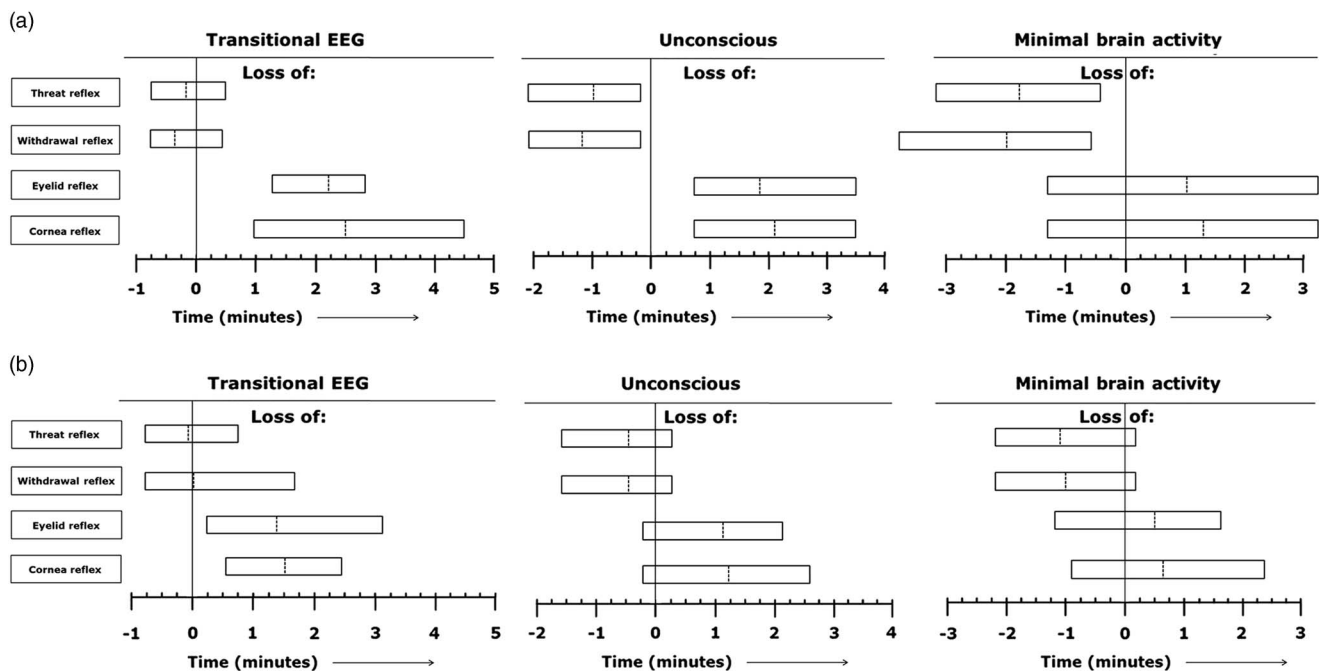 (a)
Transitional EEG Unconscious Minimal brain activity
Loss of: Loss of: Loss of:
Threat reflex
Withdrawal reflex
Eyelid reflex
Cornea reflex
-1 0 1 2 3 4 5 -2 -1 0 1 2 3 4 -3 -2 -1 0 1 2 3
Time (minutes) Time (minutes) Time (minutes)
(b)
Transitional EEG Unconscious Minimal brain activity
Loss of: Loss of: Loss of:
Threat reflex
Withdrawal reflex
Eyelid reflex
Cornea reflex
-1 0 1 2 3 4 5 -2 -1 0 1 2 3 4 -3 -2 -1 0 1 2 3
Time (minutes) Time (minutes) Time (minutes)